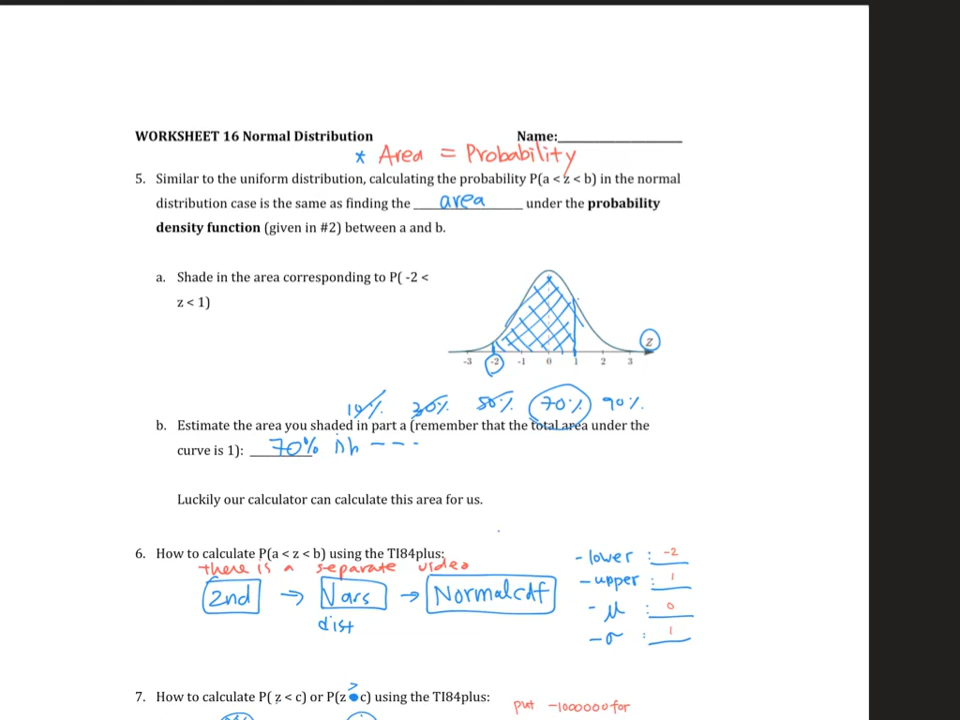 WORKSHEET 16 Normal Distribution Name:
* Area = Probability
5. Similar to the uniform distribution, calculating the probability P(a < z < b) in the normal
distribution case is the same as finding the area under the probability
density function (given in #2) between a and b.
a. Shade in the area corresponding to P( -2 <
z < 1)
z
-3 -2 -1 0 1 2 3
10% 30% 50% 70% 90%
b. Estimate the area you shaded in part a (remember that the total area under the
curve is 1): 70% ish
Luckily our calculator can calculate this area for us.
6. How to calculate P(a < z < b) using the TI84plus:
there is a separate video
2nd → Vars → Normalcdf
dist
- lower : -2
- upper : 1
- μ : 0
- σ : 1
7. How to calculate P( z < c) or P(z > c) using the TI84plus:
put -1000000 for